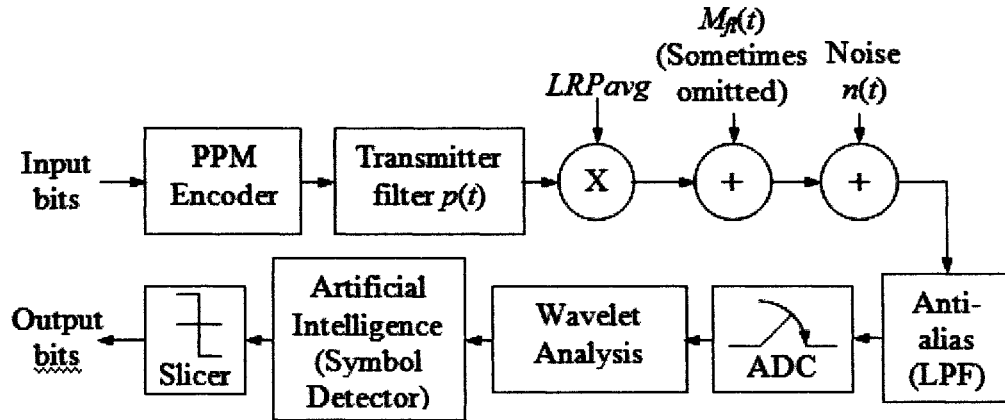 M_fl(t)
(Sometimes
omitted)
Noise
n(t)
LRPavg
Input
bits
PPM
Encoder
Transmitter
filter p(t)
X
+
+
Output
bits
Slicer
Artificial
Intelligence
(Symbol
Detector)
Wavelet
Analysis
ADC
Anti-
alias
(LPF)